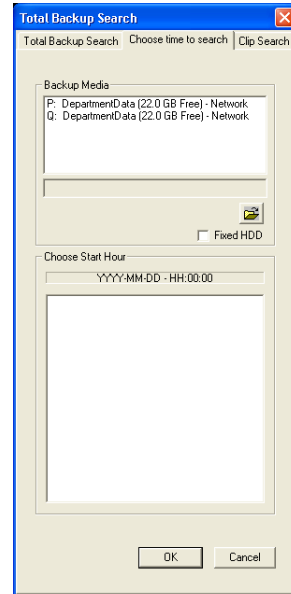 Total Backup Search
Total Backup Search Choose time to search Clip Search
Backup Media
P: DepartmentData (22.0 GB Free) - Network
Q: DepartmentData (22.0 GB Free) - Network
Fixed HDD
Choose Start Hour
YYYY-MM-DD - HH:00:00
OK Cancel